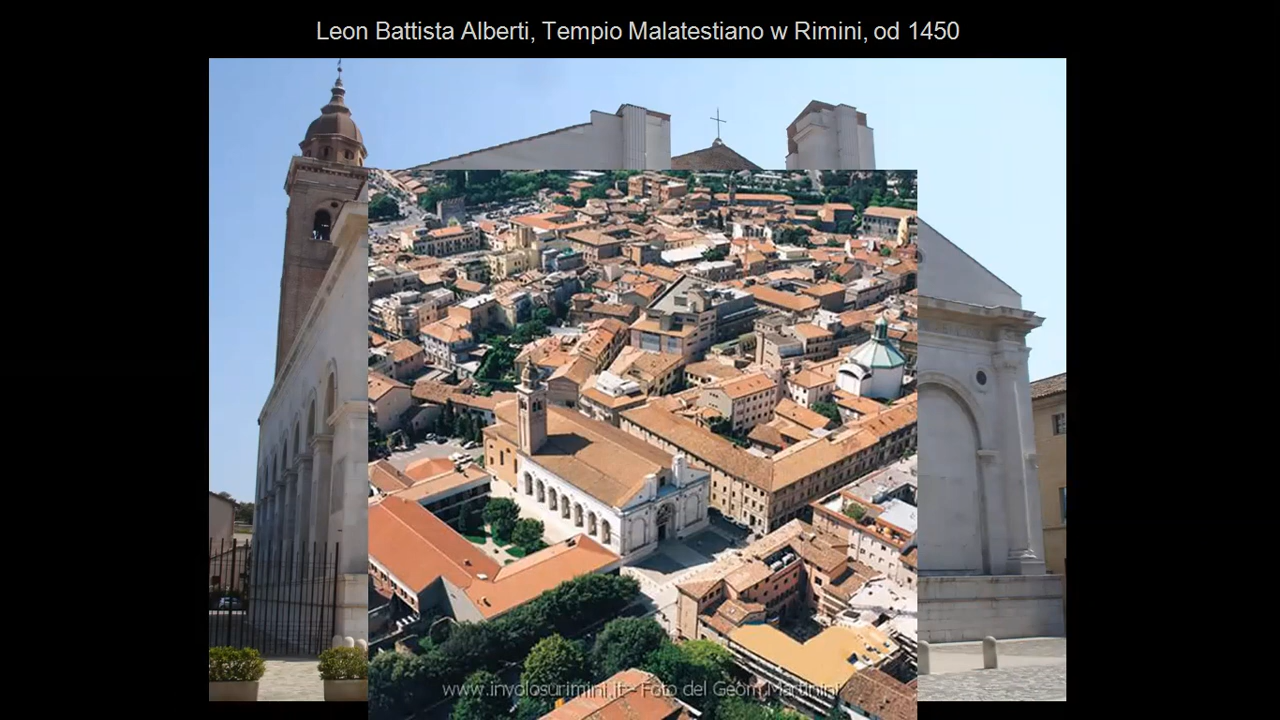 Leon Battista Alberti, Tempio Malatestiano w Rimini, od 1450
www.involosurimini.it - Foto del Geom. Martinini